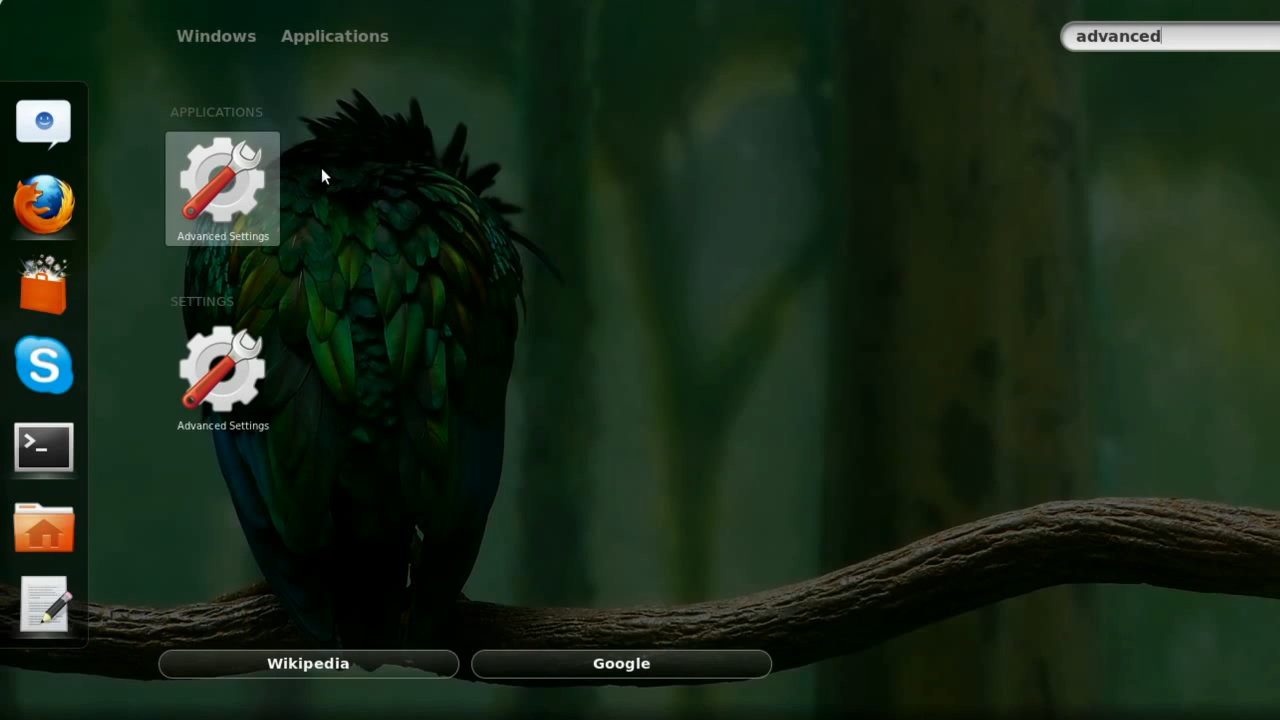 Windows Applications
advanced
APPLICATIONS
Advanced Settings
SETTINGS
Advanced Settings
Wikipedia
Google